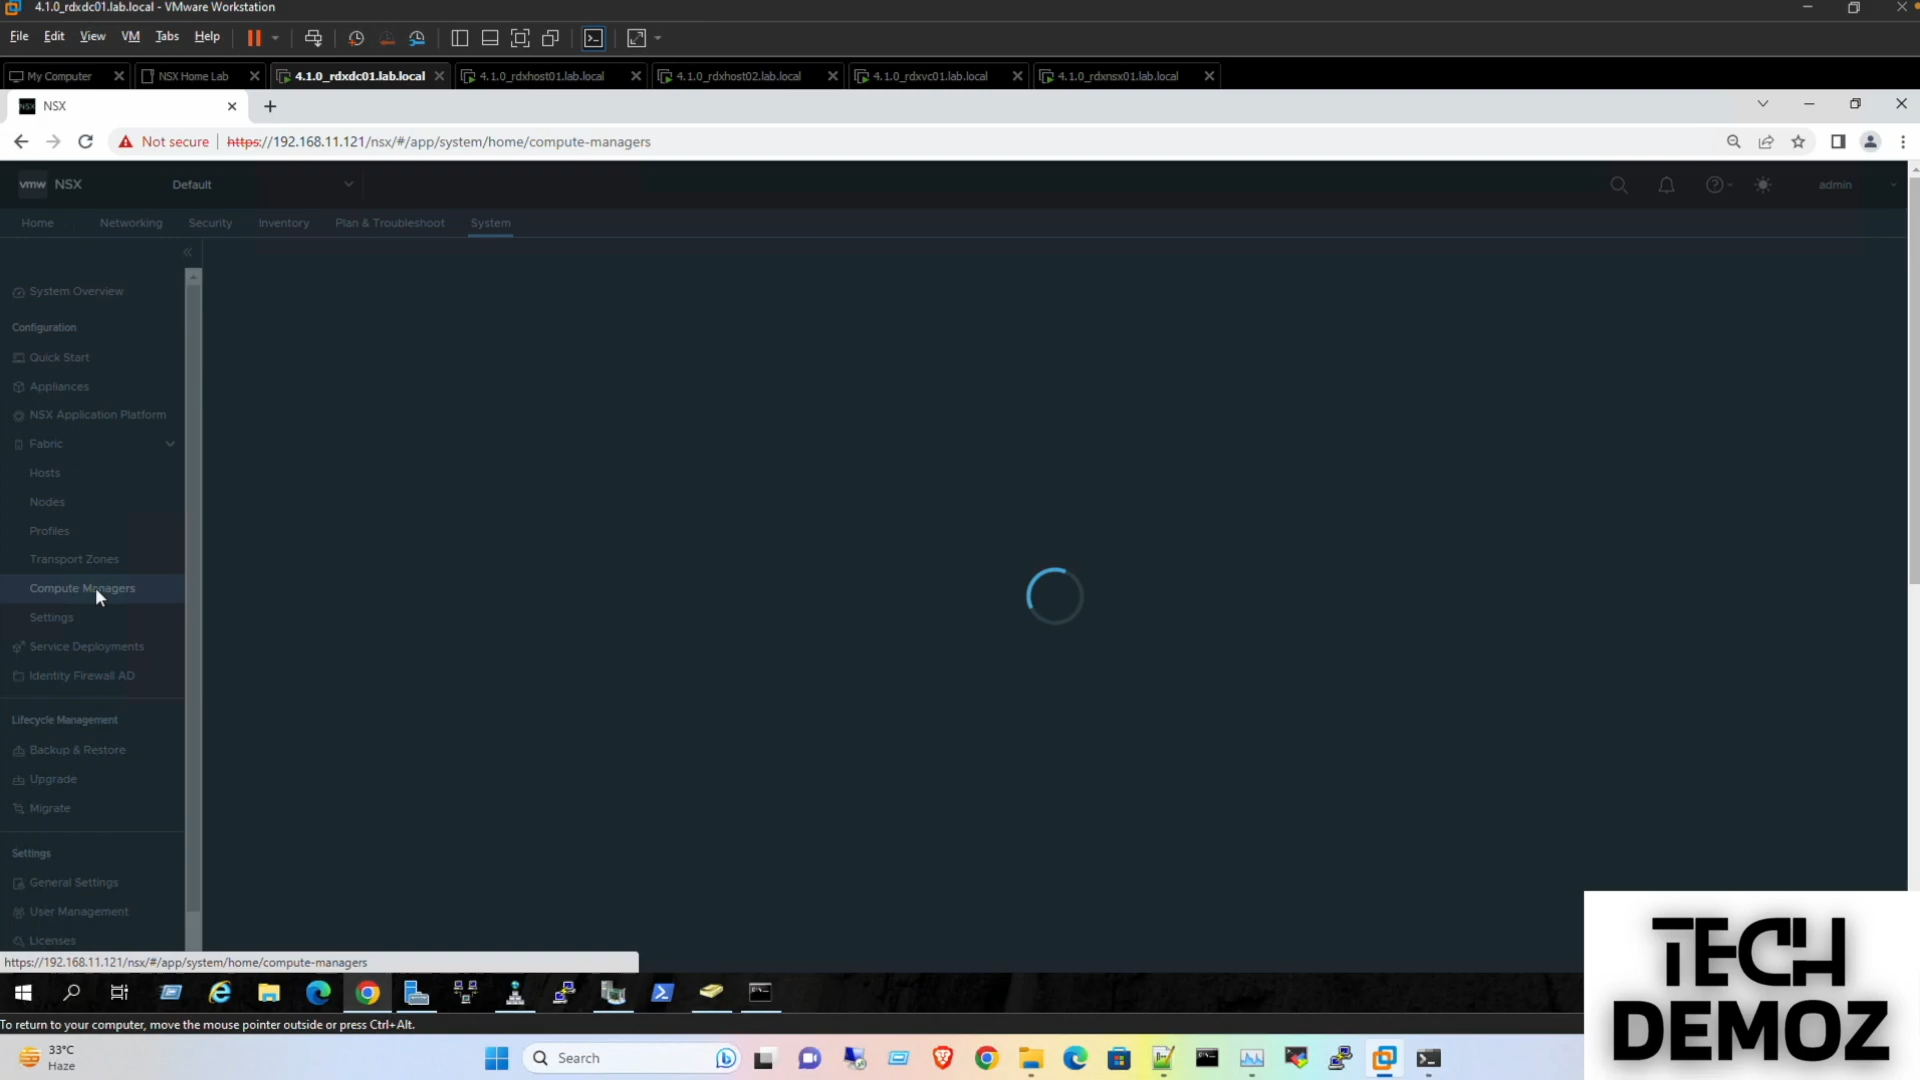 4.1.0_rdxdc01.lab.local - VMware Workstation
File Edit View VM Tabs Help
My Computer NSX Home Lab 4.1.0_rdxdc01.lab.local 4.1.0_rdxhost01.lab.local 4.1.0_rdxhost02.lab.local 4.1.0_rdxvc01.lab.local 4.1.0_rdxnsx01.lab.local
NSX NSX
Not secure https://192.168.11.121/nsx/#/app/system/home/compute-managers
vmw NSX Default admin
Home Networking Security Inventory Plan & Troubleshoot System
System Overview
Configuration
Quick Start
Appliances
NSX Application Platform
Fabric
Hosts
Nodes
Profiles
Transport Zones
Compute Managers
Settings
Service Deployments
Identity Firewall AD
Lifecycle Management
Backup & Restore
Upgrade
Migrate
Settings
General Settings
User Management
Licenses
https://192.168.11.121/nsx/#/app/system/home/compute-managers
To return to your computer, move the mouse pointer outside or press Ctrl+Alt.
33°C
Haze
Search
TECH
DEMOZ